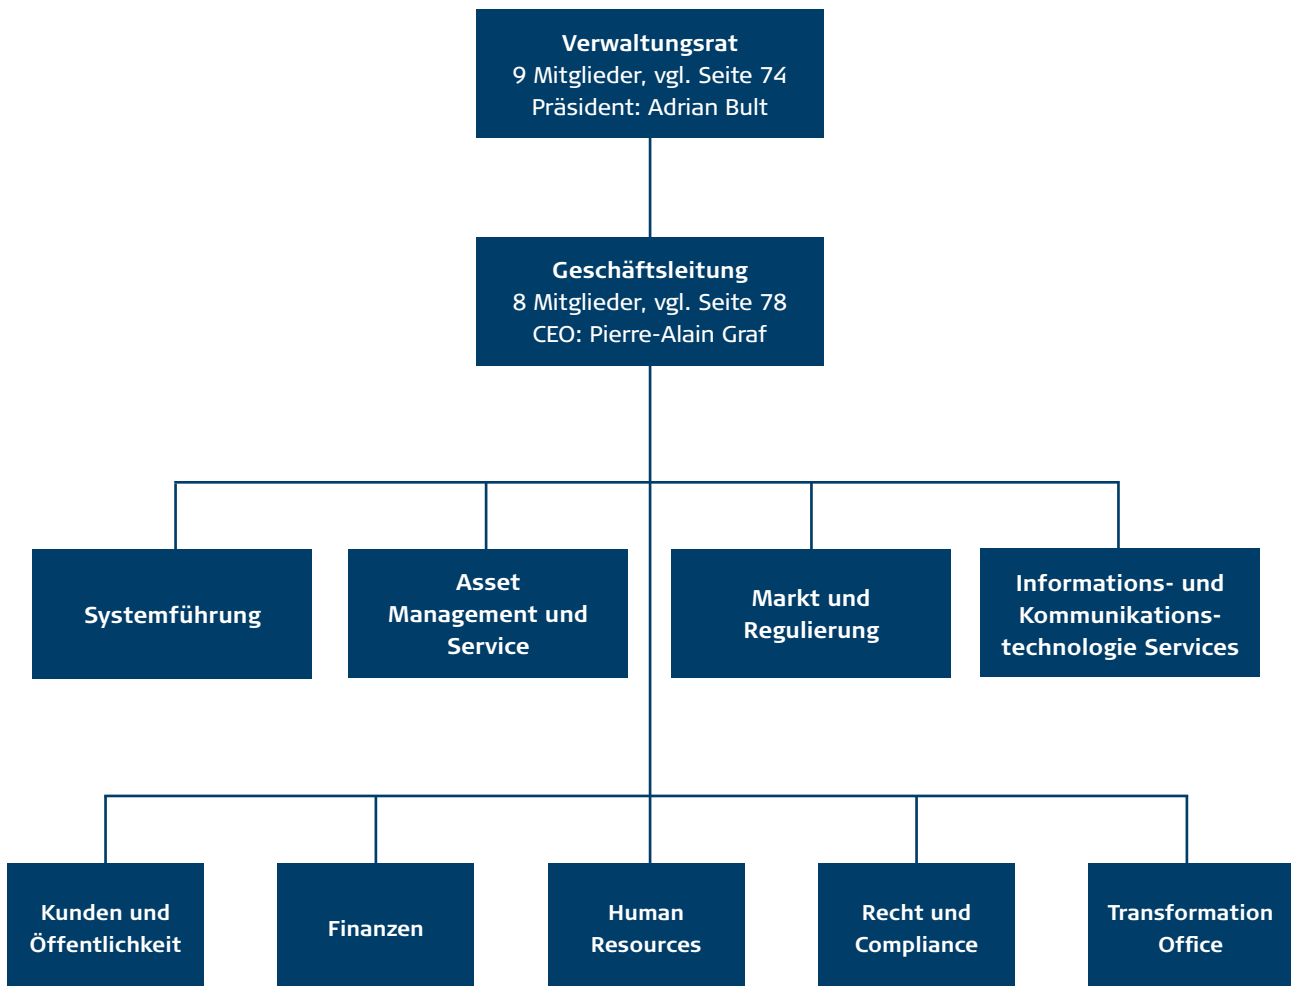 Verwaltungsrat
9 Mitglieder, vgl. Seite 74
Präsident: Adrian Bult
Geschäftsleitung
8 Mitglieder, vgl. Seite 78
CEO: Pierre-Alain Graf
Systemführung
Asset
Management und
Service
Markt und
Regulierung
Informations- und
Kommunikations-
technologie Services
Kunden und
Öffentlichkeit
Finanzen
Human
Resources
Recht und
Compliance
Transformation
Office